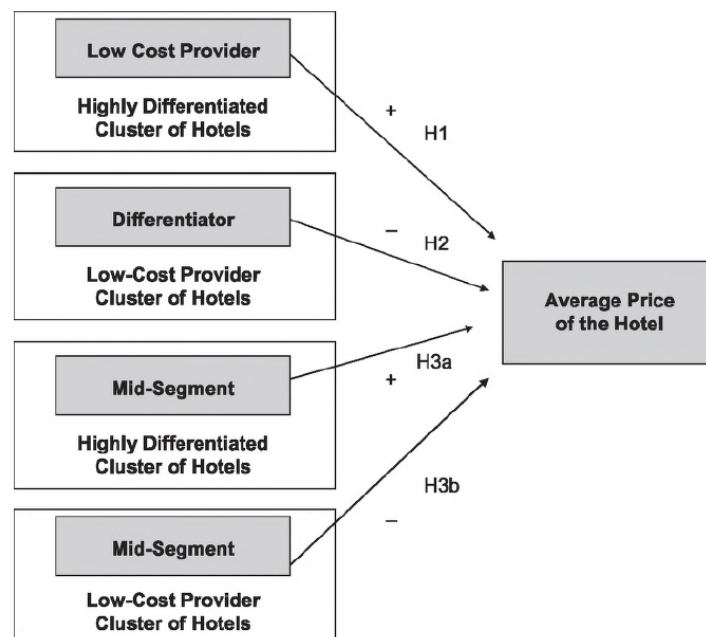 Low Cost Provider
Highly Differentiated
Cluster of Hotels
+
H1
Differentiator
Low-Cost Provider
Cluster of Hotels
–
H2
Average Price
of the Hotel
Mid-Segment
Highly Differentiated
Cluster of Hotels
H3a
+
Mid-Segment
Low-Cost Provider
Cluster of Hotels
H3b
–